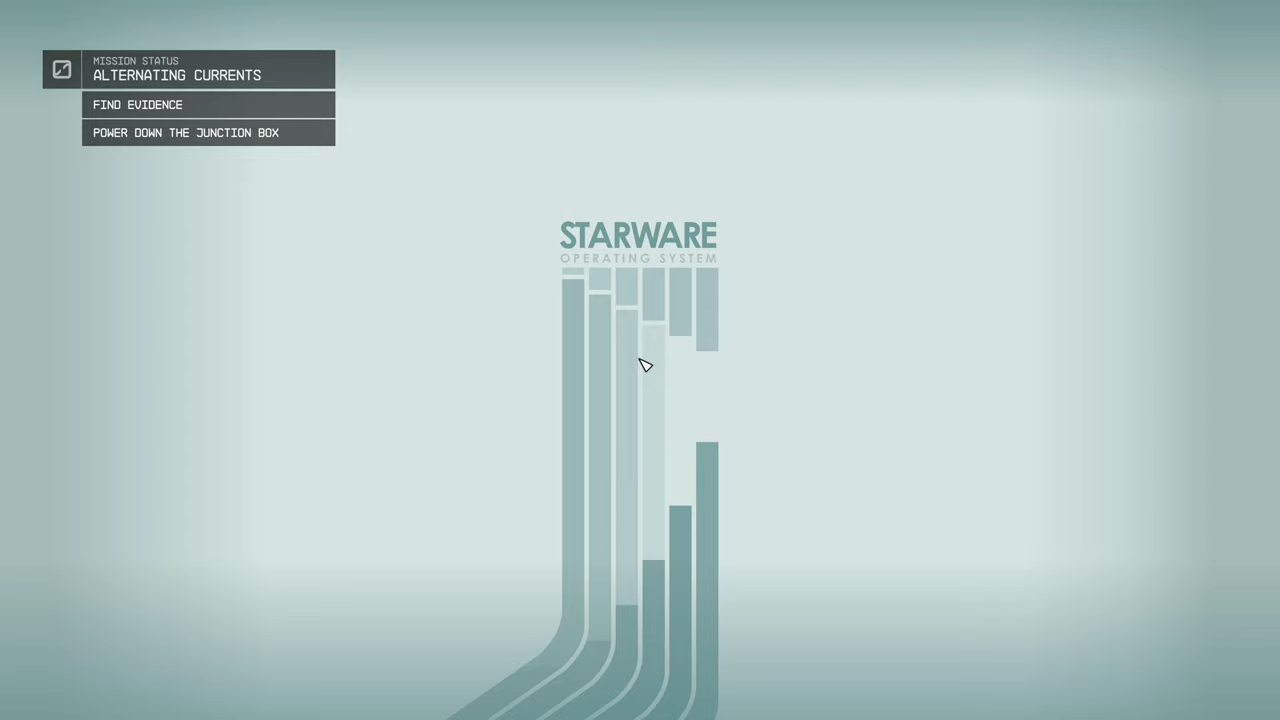 MISSION STATUS
ALTERNATING CURRENTS
FIND EVIDENCE
POWER DOWN THE JUNCTION BOX
STARWARE
OPERATING SYSTEM